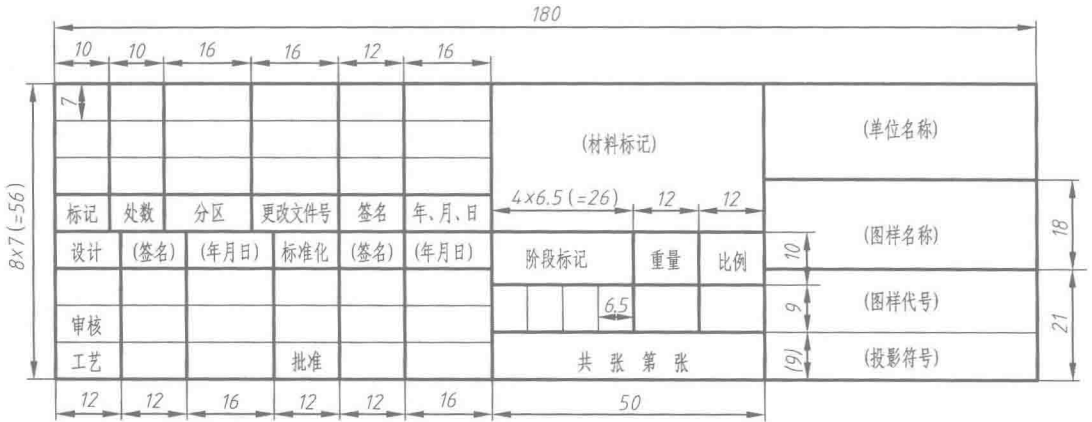 180
10 10 16 16 12 16
7
(单位名称)
(材料标记)
8×7(=56)
4×6.5(=26) 12 12
标记 处数 分区 更改文件号 签名 年、月、日
设计 (签名) (年月日) 标准化 (签名) (年月日)
阶段标记 重量 比例
10
(图样名称)
18
6.5
9
(图样代号)
21
审核
工艺 批准
共 张 第 张
(9)
(投影符号)
12 12 16 12 12 16 50